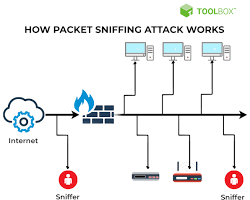 TOOLBOX
HOW PACKET SNIFFING ATTACK WORKS
Internet
Sniffer
Sniffer